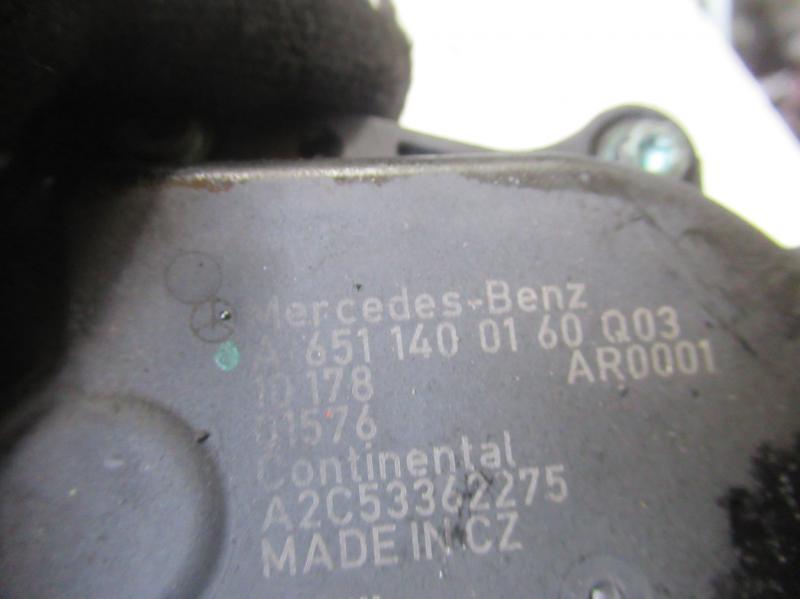 Mercedes-Benz
A 651 140 01 60 Q03
AR0001
10 178
01576
Continental
A2C53362275
MADE IN CZ